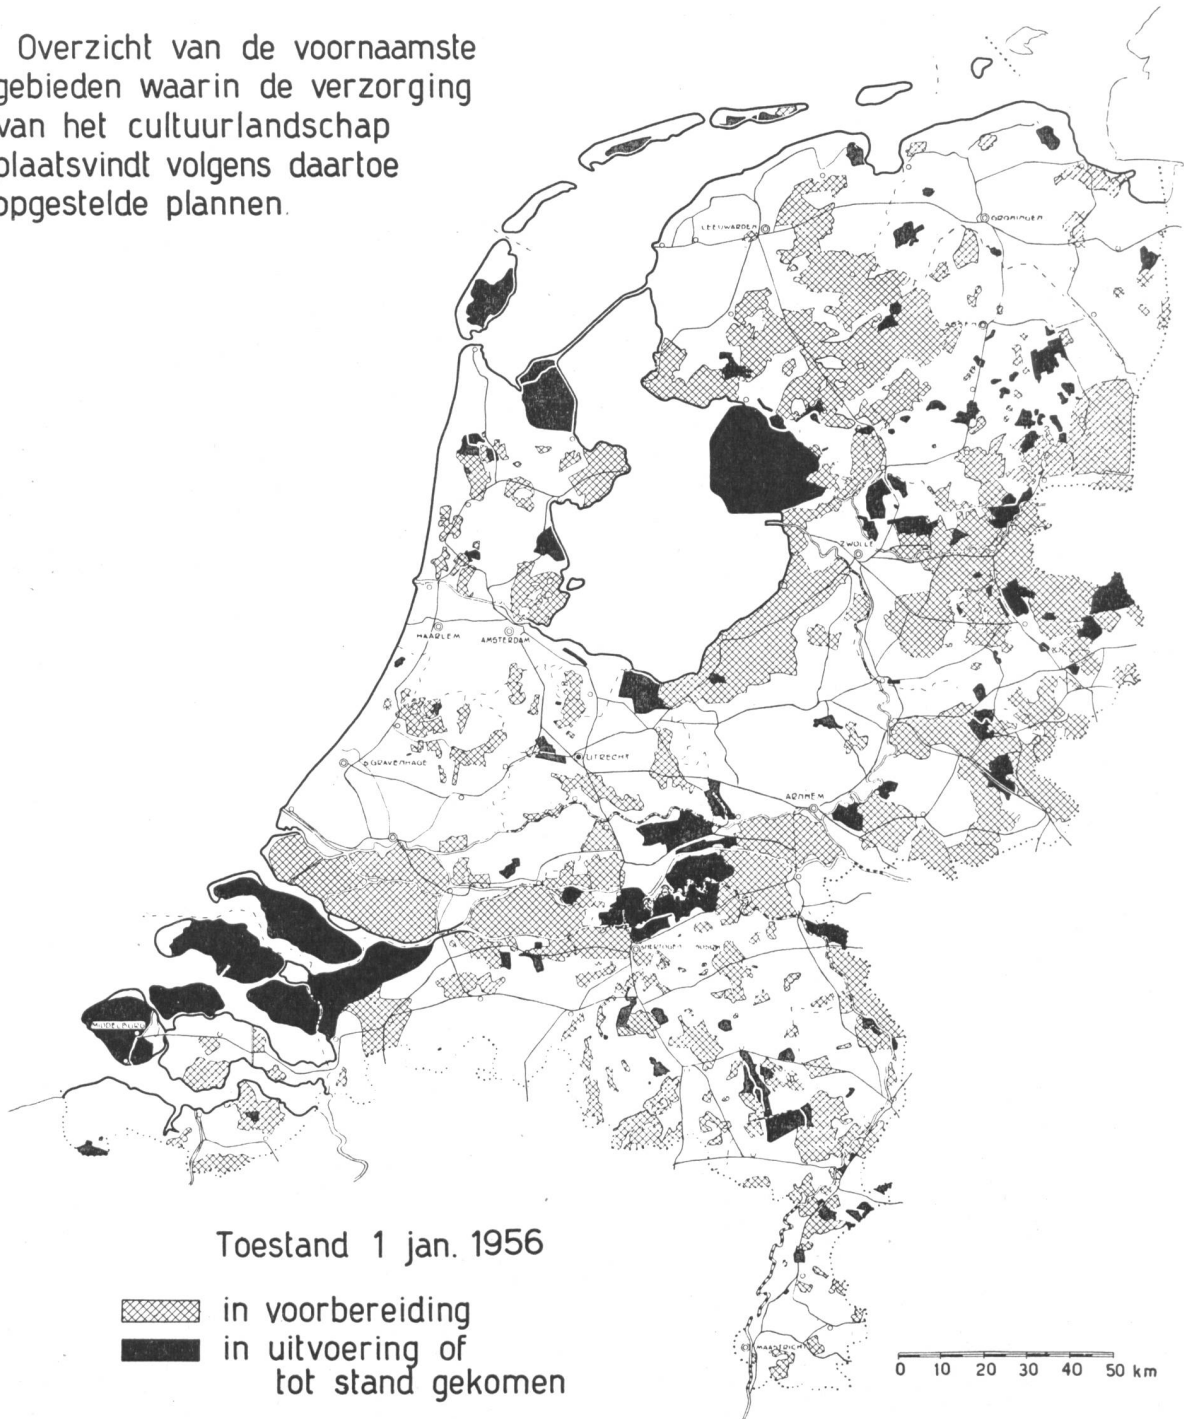 Overzicht van de voornaamste
gebieden waarin de verzorging
van het cultuurlandschap
plaatsvindt volgens daartoe
opgestelde plannen.
GRONINGEN
LEEUWARDEN
ASSEN
ZWOLLE
HAARLEM
AMSTERDAM
GRAVENHAGE
UTRECHT
ARNHEM
MIDDELBURG
MAASTRICHT
Toestand 1 jan. 1956
in voorbereiding
in uitvoering of
tot stand gekomen
0 10 20 30 40 50 km